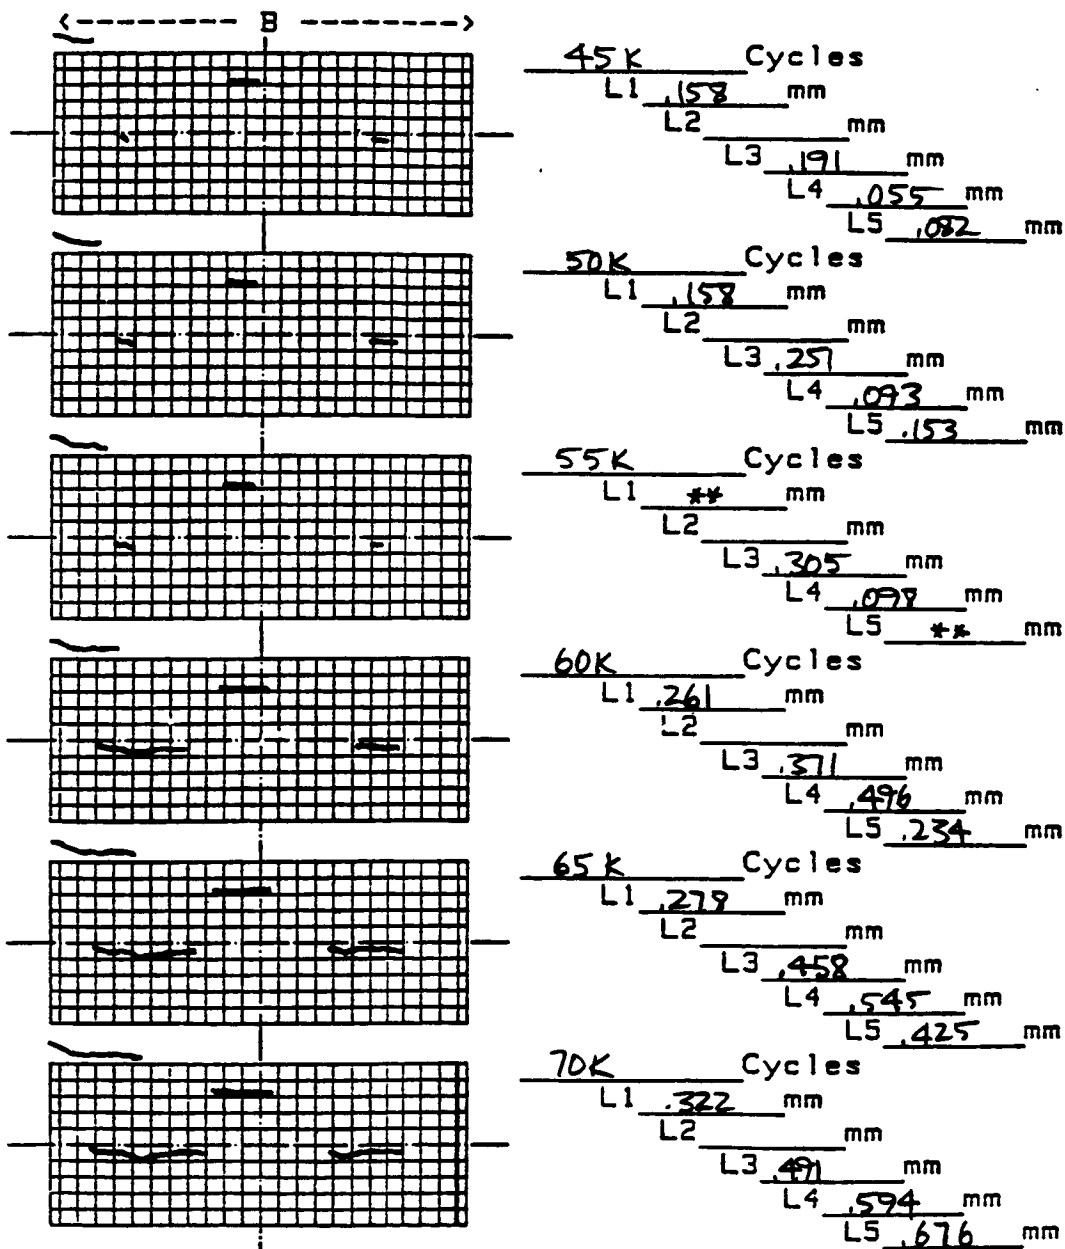 <--------- B --------->
45K Cycles
L1 .158 mm
L2 mm
L3 .191 mm
L4 .055 mm
L5 .082 mm
50K Cycles
L1 .158 mm
L2 mm
L3 .257 mm
L4 .093 mm
L5 .153 mm
55K Cycles
L1 ** mm
L2 mm
L3 .305 mm
L4 .098 mm
L5 ** mm
60K Cycles
L1 .261 mm
L2 mm
L3 .371 mm
L4 .496 mm
L5 .234 mm
65K Cycles
L1 .278 mm
L2 mm
L3 .458 mm
L4 .545 mm
L5 .425 mm
70K Cycles
L1 .322 mm
L2 mm
L3 .491 mm
L4 .594 mm
L5 .676 mm